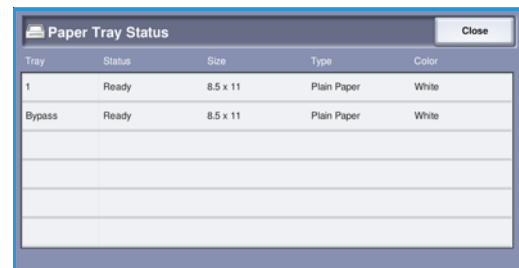 Paper Tray Status Close
Tray Status Size Type Color
1 Ready 8.5 x 11 Plain Paper White
Bypass Ready 8.5 x 11 Plain Paper White